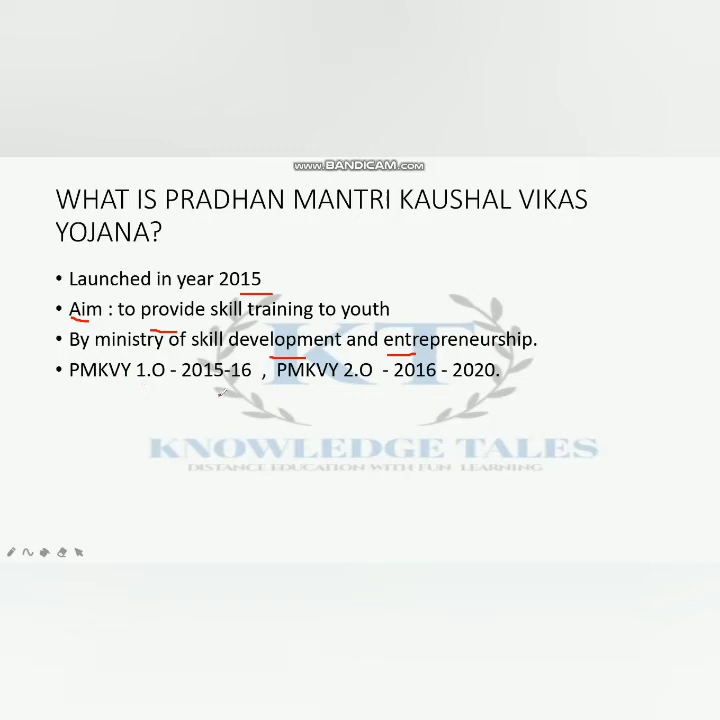 www.BANDICAM.com
WHAT IS PRADHAN MANTRI KAUSHAL VIKAS
YOJANA?
• Launched in year 2015
• Aim : to provide skill training to youth
• By ministry of skill development and entrepreneurship.
• PMKVY 1.O - 2015-16 , PMKVY 2.O - 2016 - 2020.
KT
KNOWLEDGE TALES
DISTANCE EDUCATION WITH FUN LEARNING